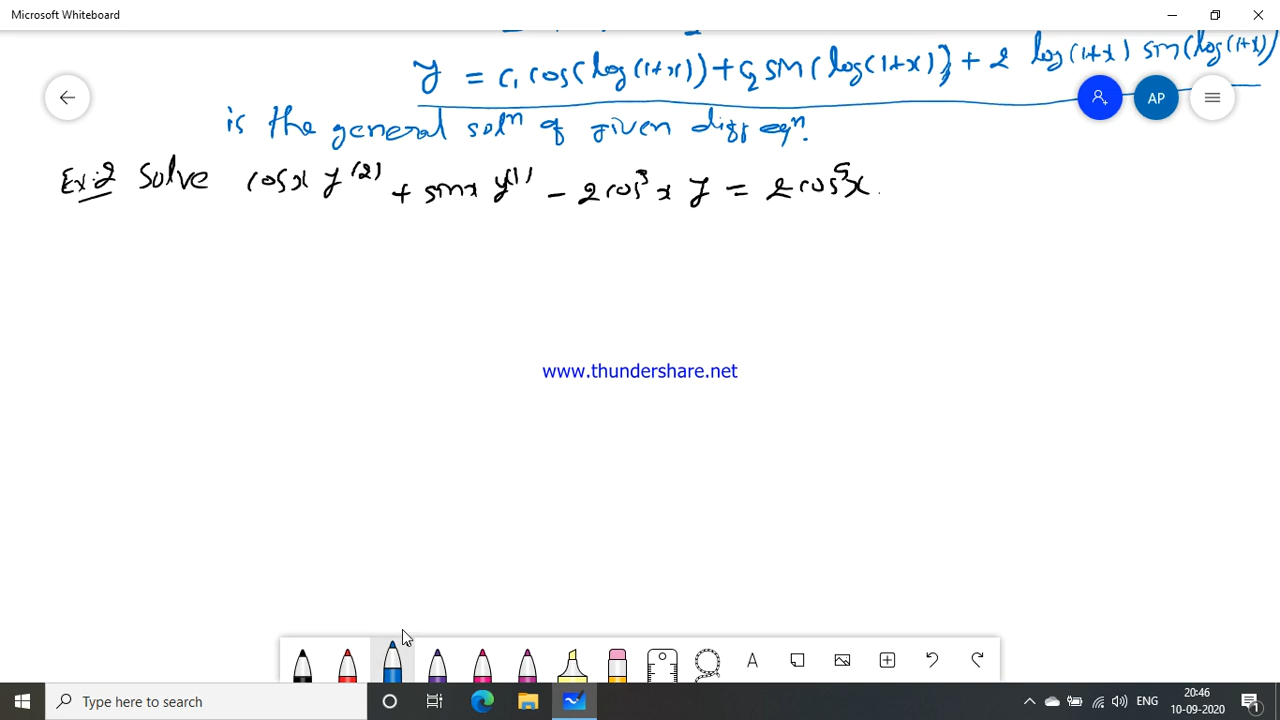 Microsoft Whiteboard
y = c₁ cos(log(1+x)) + c₂ sin(log(1+x)) + 2 log(1+x) sin(log(1+x))
AP
is the general solⁿ of given diff eqⁿ.
Ex:-2 Solve cosx y⁽²⁾ + sinx y⁽¹⁾ - 2cos³x y = 2cos⁵x.
www.thundershare.net
A
Type here to search
ENG
20:46
10-09-2020
1